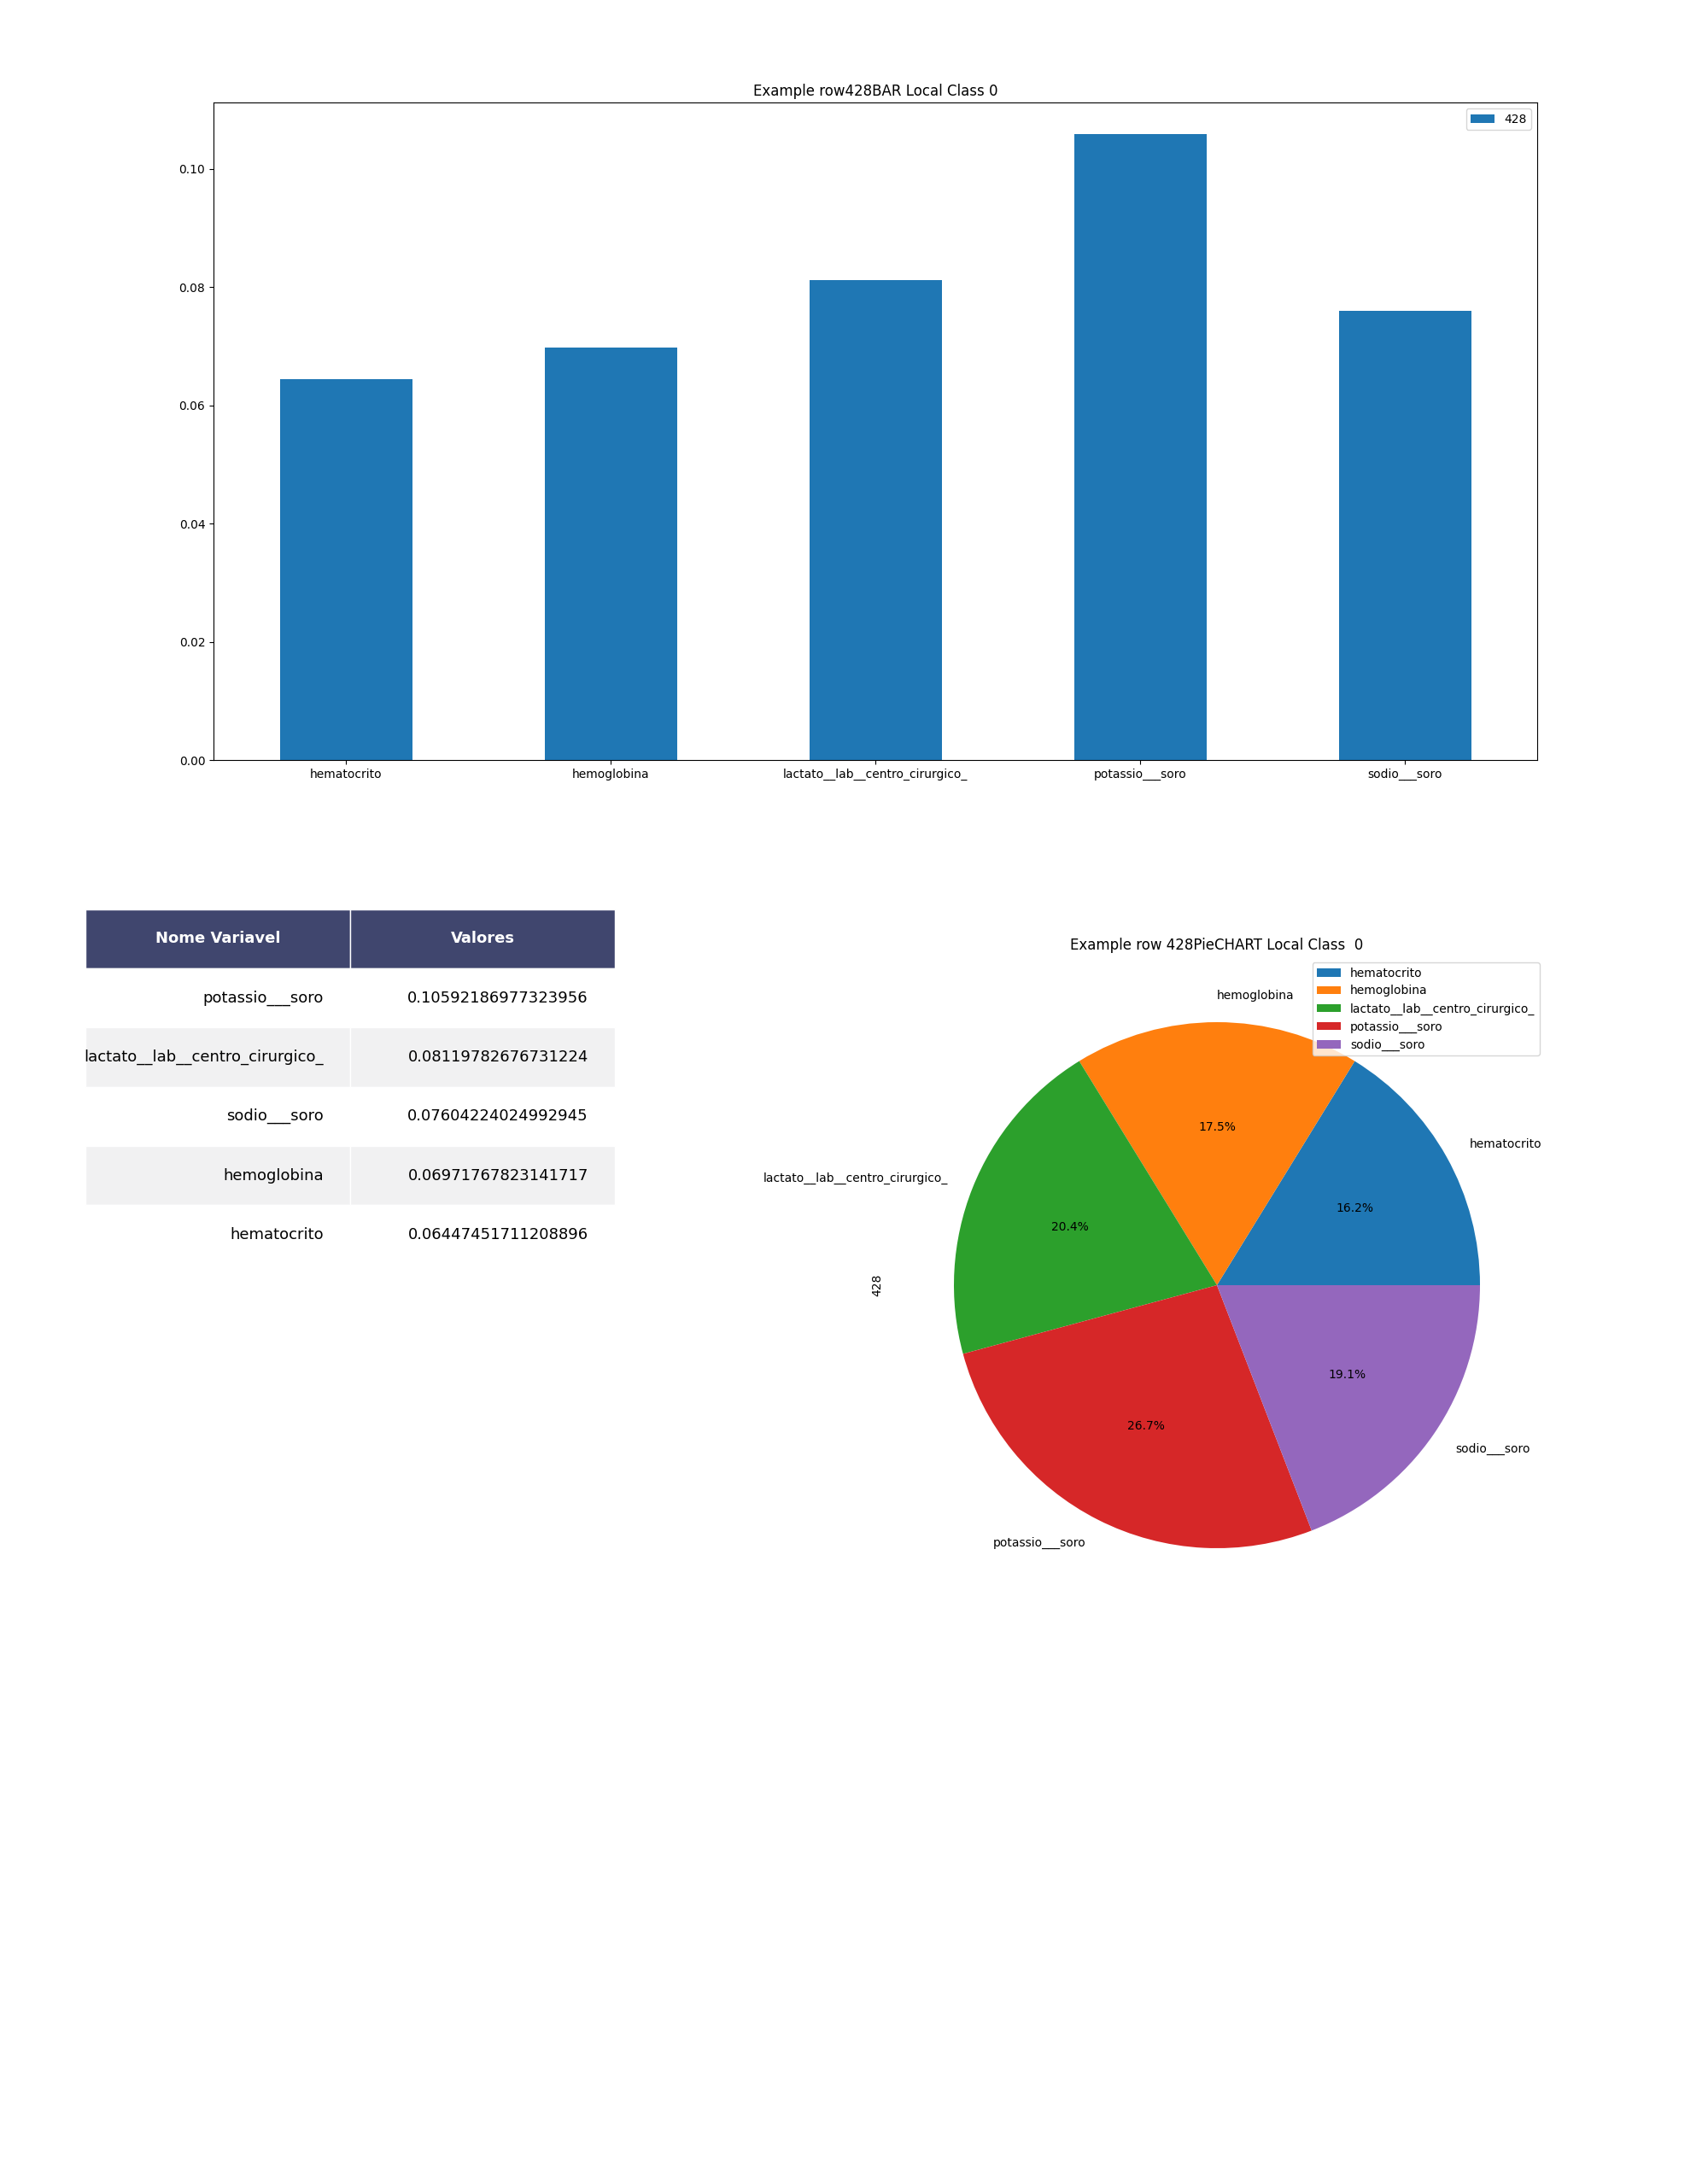 Example row428BAR Local Class 0
428
0.10
0.08
0.06
0.04
0.02
0.00
hematocrito hemoglobina lactato__lab__centro_cirurgico_ potassio___soro sodio___soro
Nome Variavel Valores
potassio___soro 0.10592186977323956
lactato__lab__centro_cirurgico_ 0.08119782676731224
sodio___soro 0.07604224024992945
hemoglobina 0.06971767823141717
hematocrito 0.06447451711208896
Example row 428PieCHART Local Class  0
hematocrito
hemoglobina
lactato__lab__centro_cirurgico_
potassio___soro
sodio___soro
hemoglobina
17.5%
hematocrito
16.2%
lactato__lab__centro_cirurgico_
20.4%
428
19.1%
26.7%
sodio___soro
potassio___soro